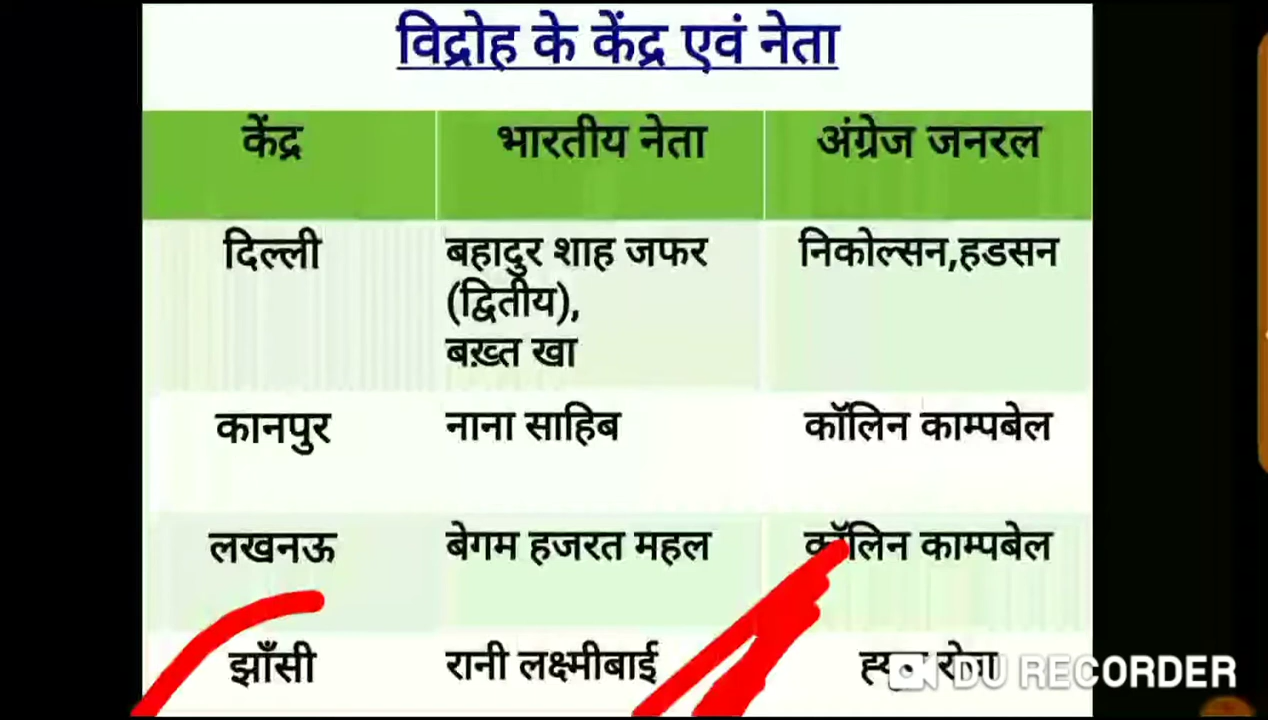 विद्रोह के केंद्र एवं नेता
केंद्र भारतीय नेता अंग्रेज जनरल
दिल्ली बहादुर शाह जफर निकोल्सन,हडसन
(द्वितीय),
बख़्त खा
कानपुर नाना साहिब कॉलिन काम्पबेल
लखनऊ बेगम हजरत महल कॉलिन काम्पबेल
झाँसी रानी लक्ष्मीबाई
DU RECORDER